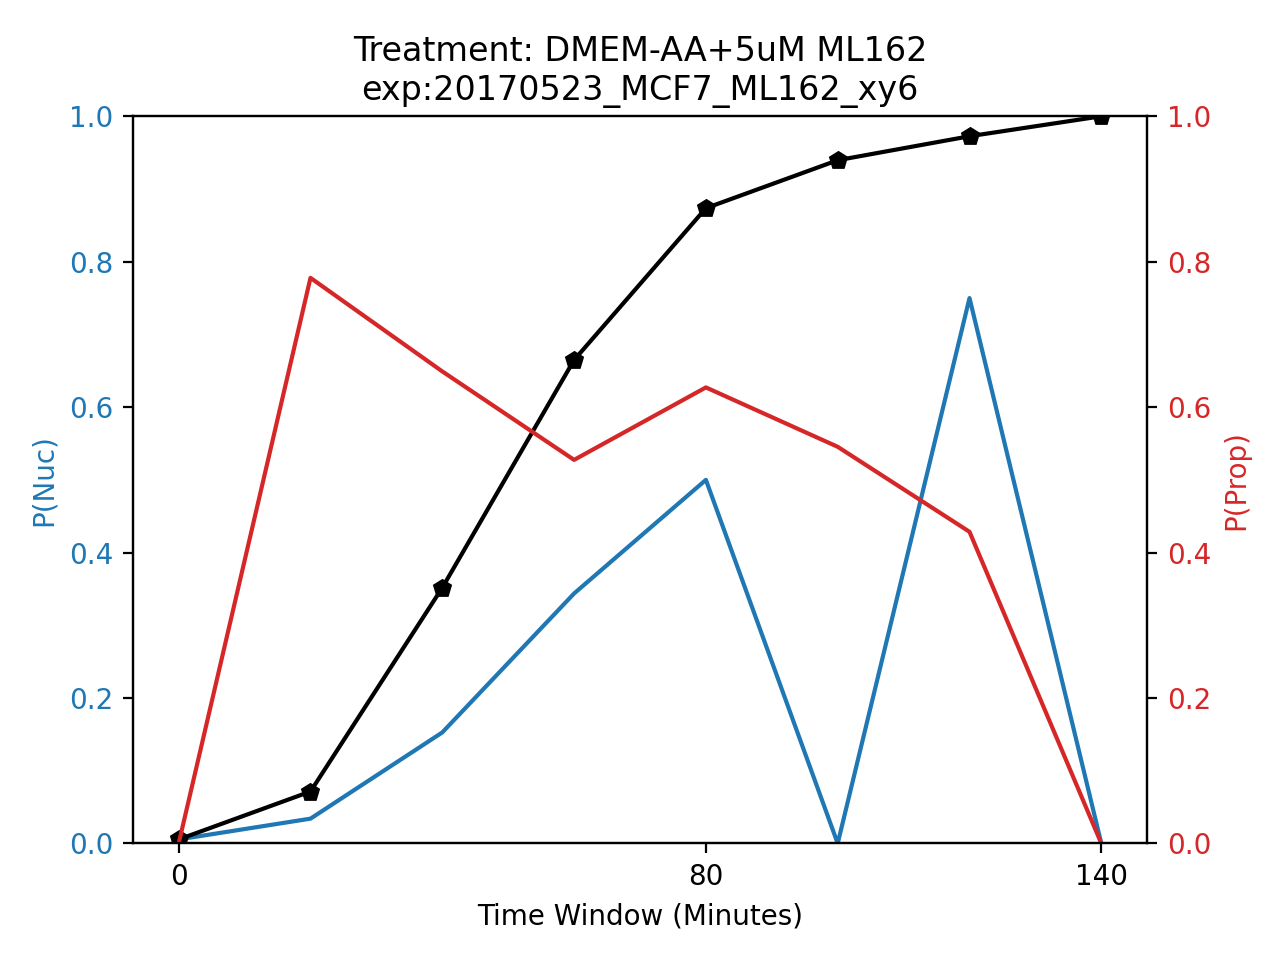 Treatment: DMEM-AA+5uM ML162
exp:20170523_MCF7_ML162_xy6
1.0
0.8
0.6
0.4
0.2
0.0
P(Nuc)
1.0
0.8
0.6
0.4
0.2
0.0
P(Prop)
0 80 140
Time Window (Minutes)